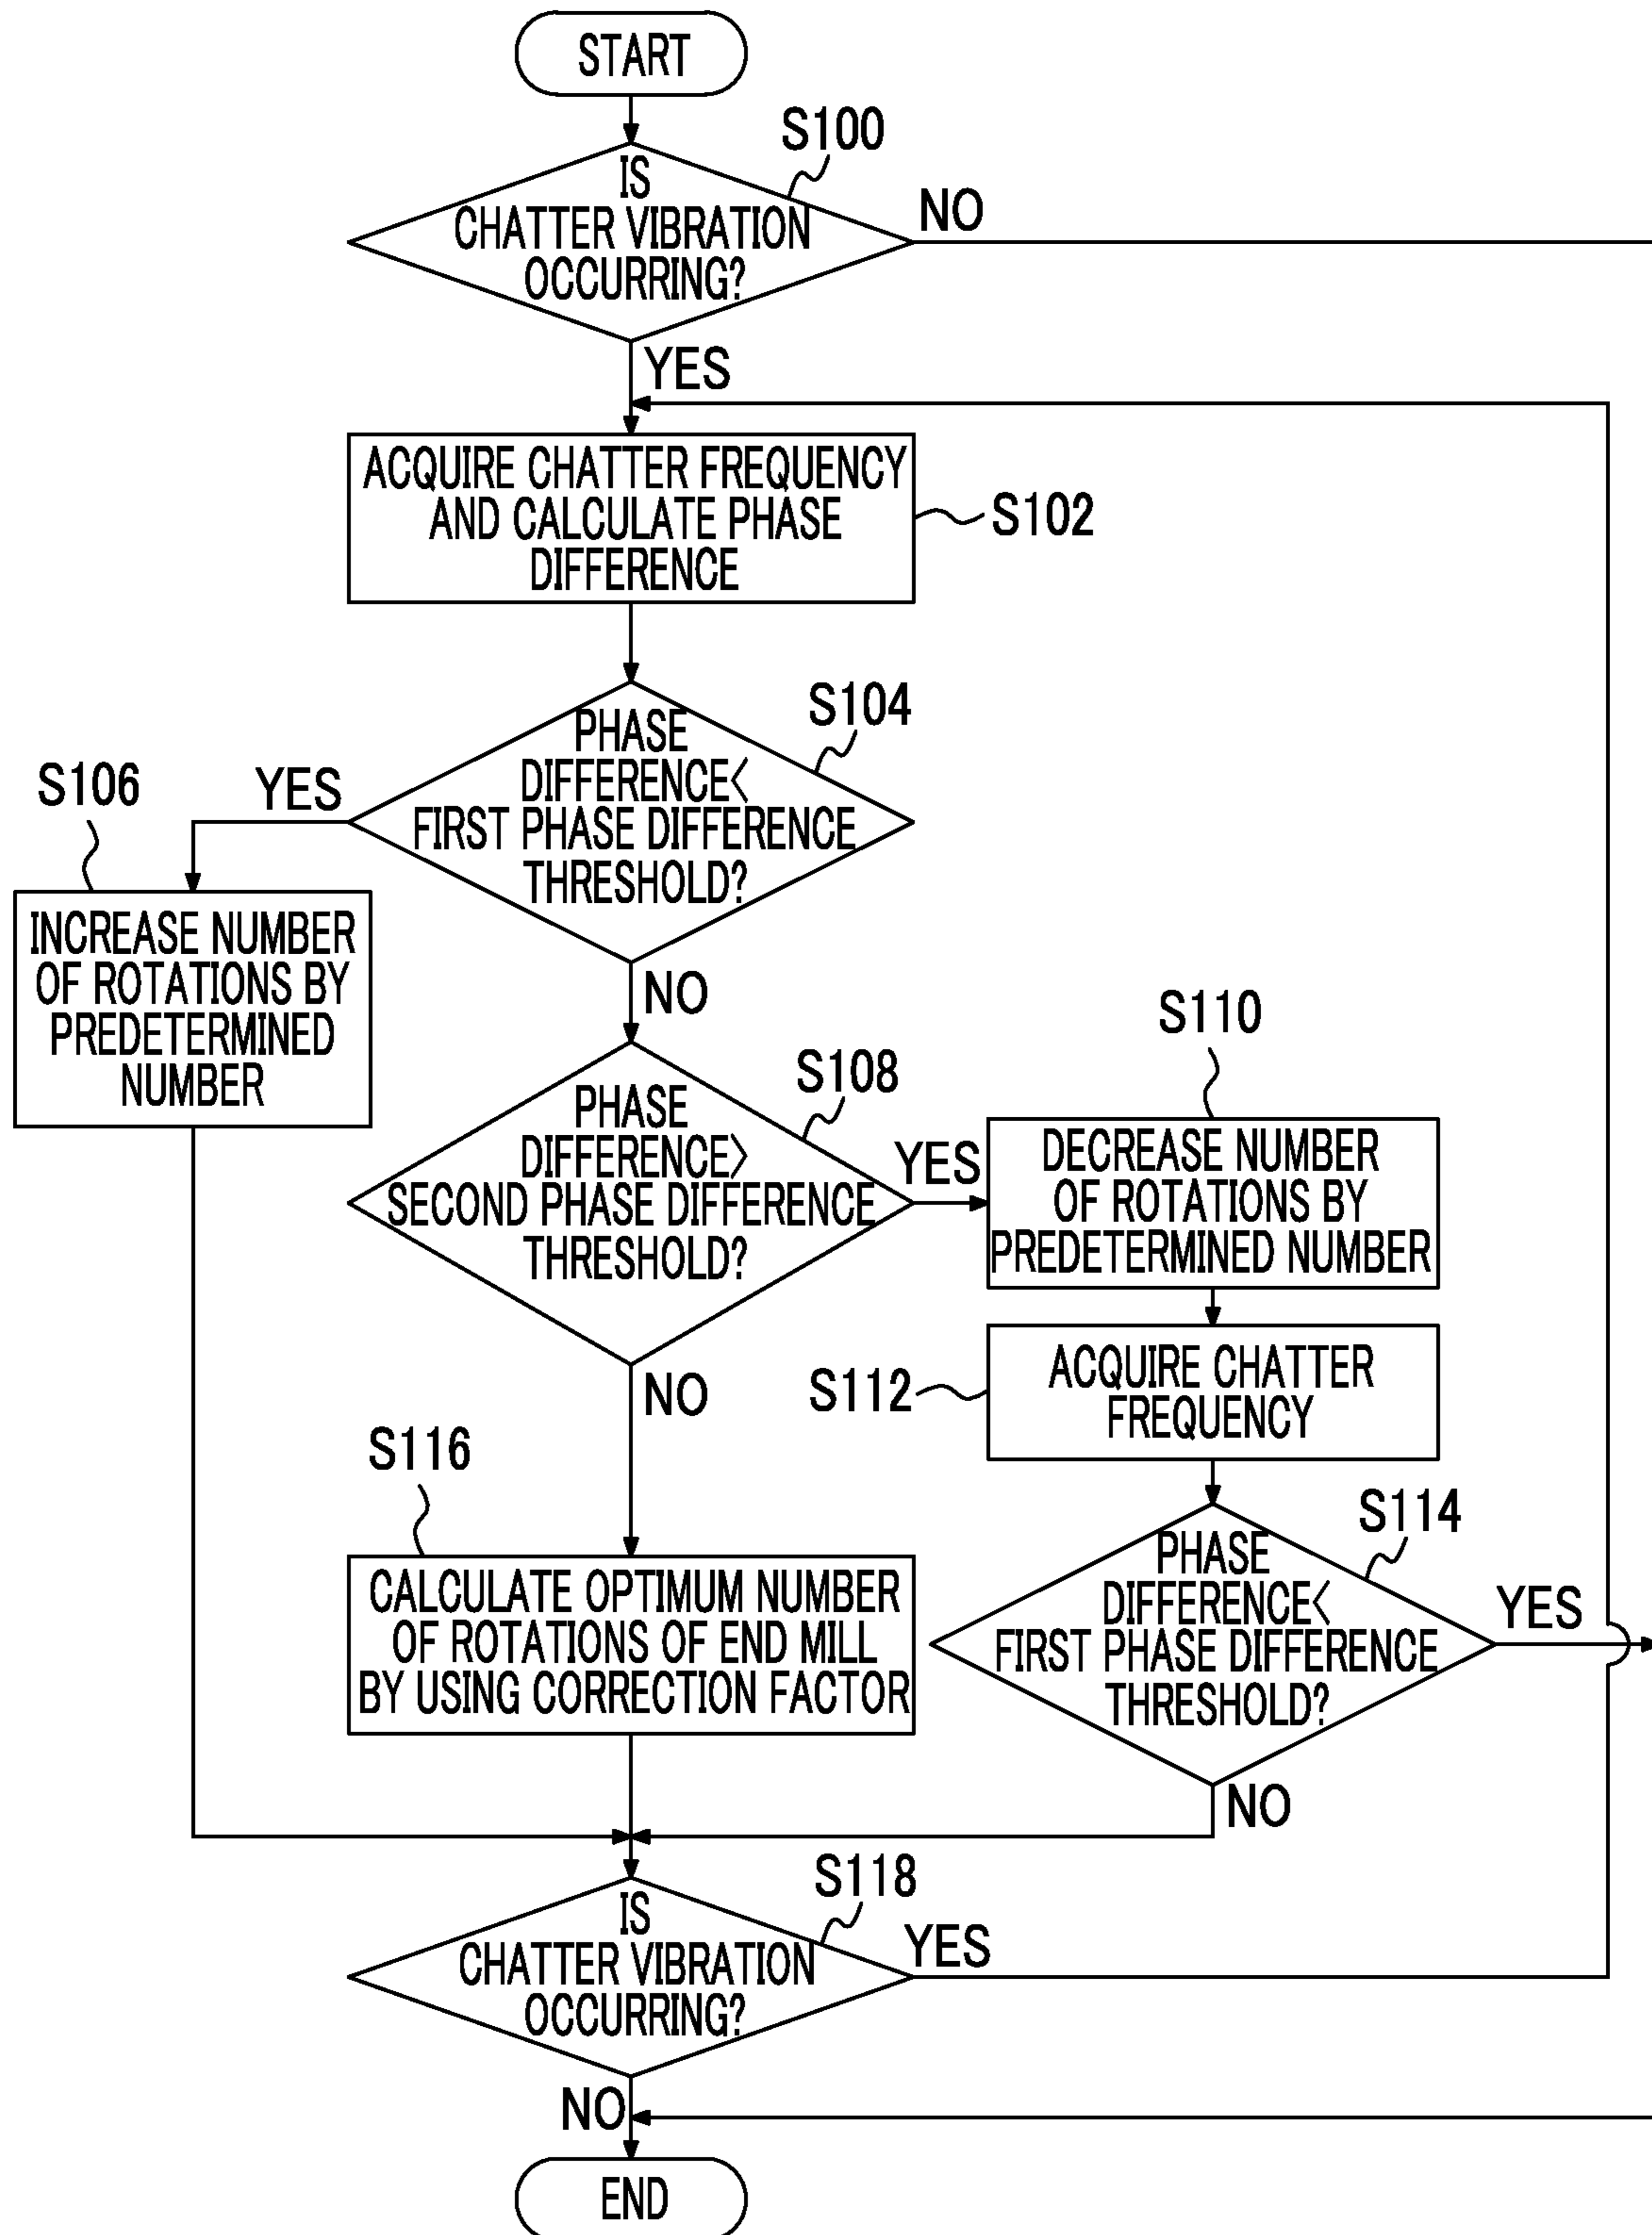 START
S100
IS
CHATTER VIBRATION
OCCURRING?
NO
YES
ACQUIRE CHATTER FREQUENCY
AND CALCULATE PHASE
DIFFERENCE
S102
S104
PHASE
DIFFERENCE<
FIRST PHASE DIFFERENCE
THRESHOLD?
YES
S106
INCREASE NUMBER
OF ROTATIONS BY
PREDETERMINED
NUMBER
NO
S108
PHASE
DIFFERENCE>
SECOND PHASE DIFFERENCE
THRESHOLD?
YES
S110
DECREASE NUMBER
OF ROTATIONS BY
PREDETERMINED NUMBER
S112
ACQUIRE CHATTER
FREQUENCY
NO
S114
PHASE
DIFFERENCE<
FIRST PHASE DIFFERENCE
THRESHOLD?
YES
NO
S116
CALCULATE OPTIMUM NUMBER
OF ROTATIONS OF END MILL
BY USING CORRECTION FACTOR
S118
IS
CHATTER VIBRATION
OCCURRING?
YES
NO
END